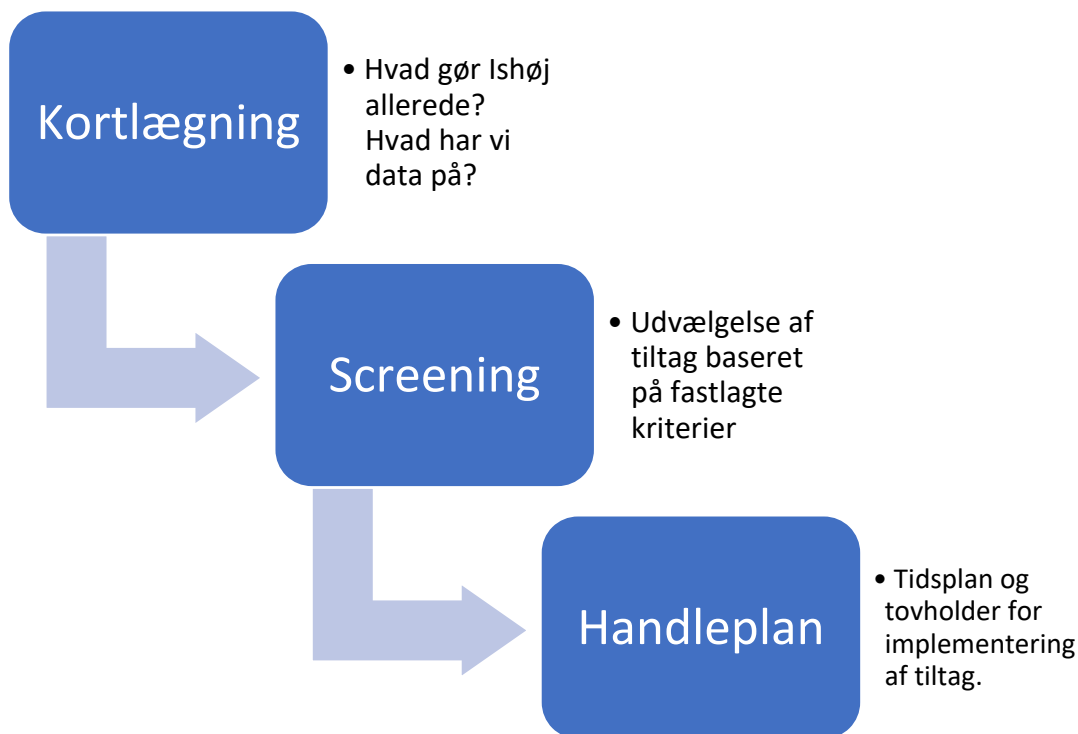 Kortlægning
• Hvad gør Ishøj
allerede?
Hvad har vi
data på?
Screening
• Udvælgelse af
tiltag baseret
på fastlagte
kriterier
Handleplan
• Tidsplan og
tovholder for
implementering
af tiltag.